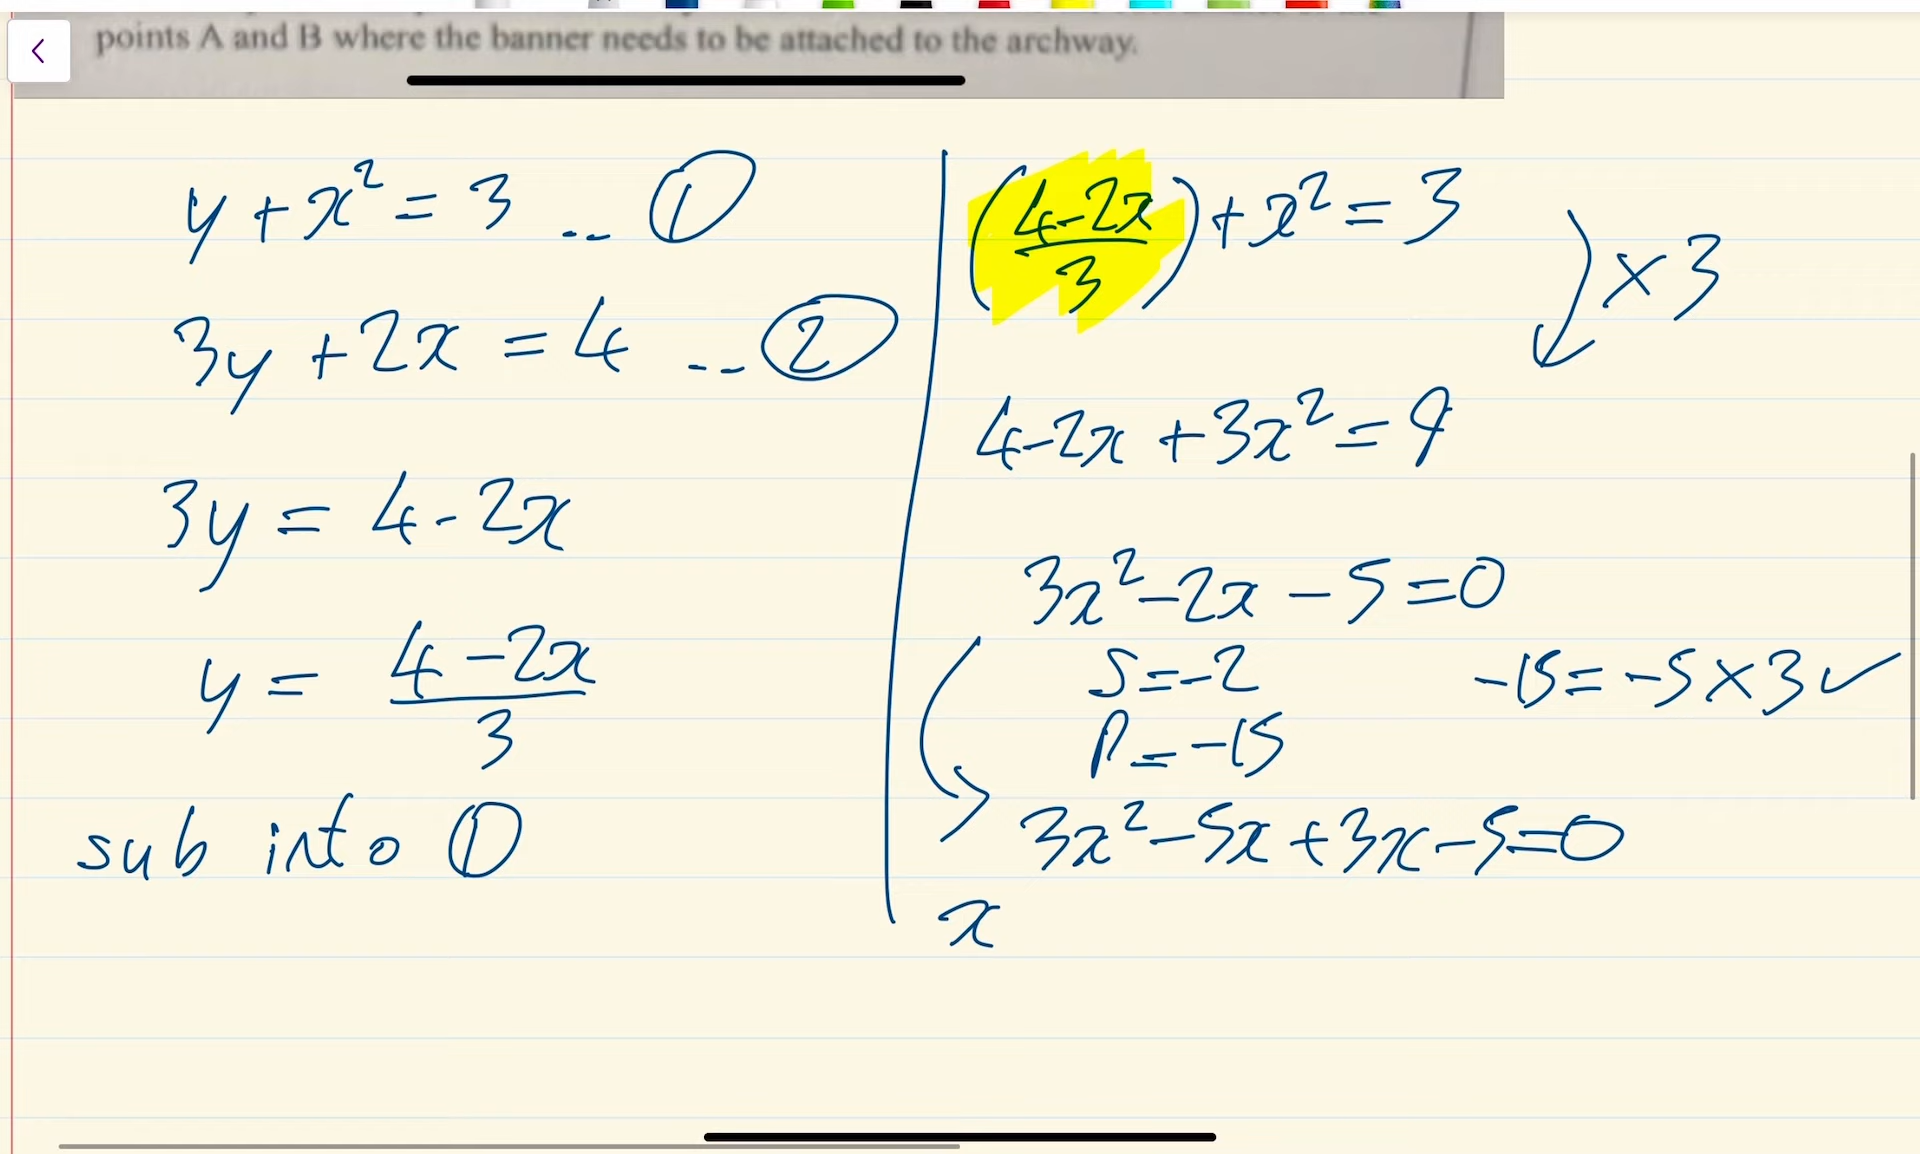 points A and B where the banner needs to be attached to the archway.
y + x² = 3 .. ①
3y + 2x = 4 .. ②
3y = 4 - 2x
y = (4 - 2x)/3
sub into ①
((4-2x)/3) + x² = 3
× 3
4-2x + 3x² = 9
3x² - 2x - 5 = 0
S = -2
-15 = -5 × 3 ✓
P = -15
3x² - 5x + 3x - 5 = 0
x